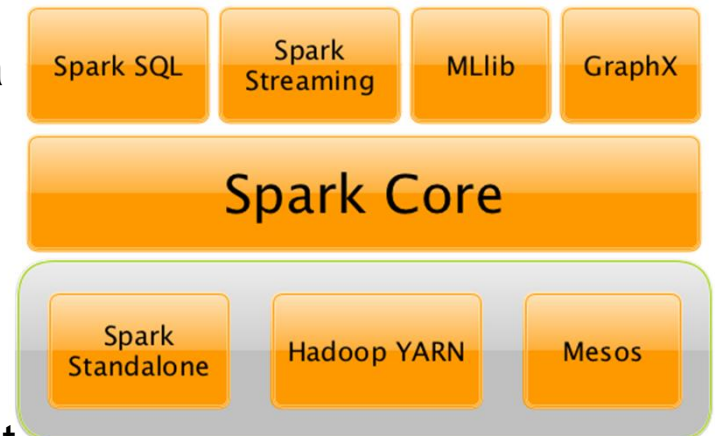 Spark SQL
Spark
Streaming
MLlib
GraphX
Spark Core
Spark
Standalone
Hadoop YARN
Mesos